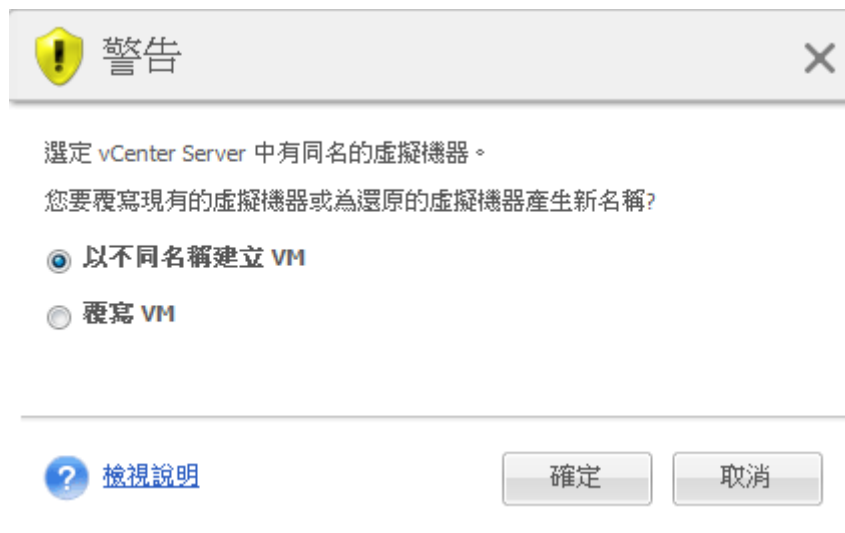 警告
選定 vCenter Server 中有同名的虛擬機器。
您要覆寫現有的虛擬機器或為還原的虛擬機器產生新名稱?
以不同名稱建立 VM
覆寫 VM
檢視說明
確定
取消